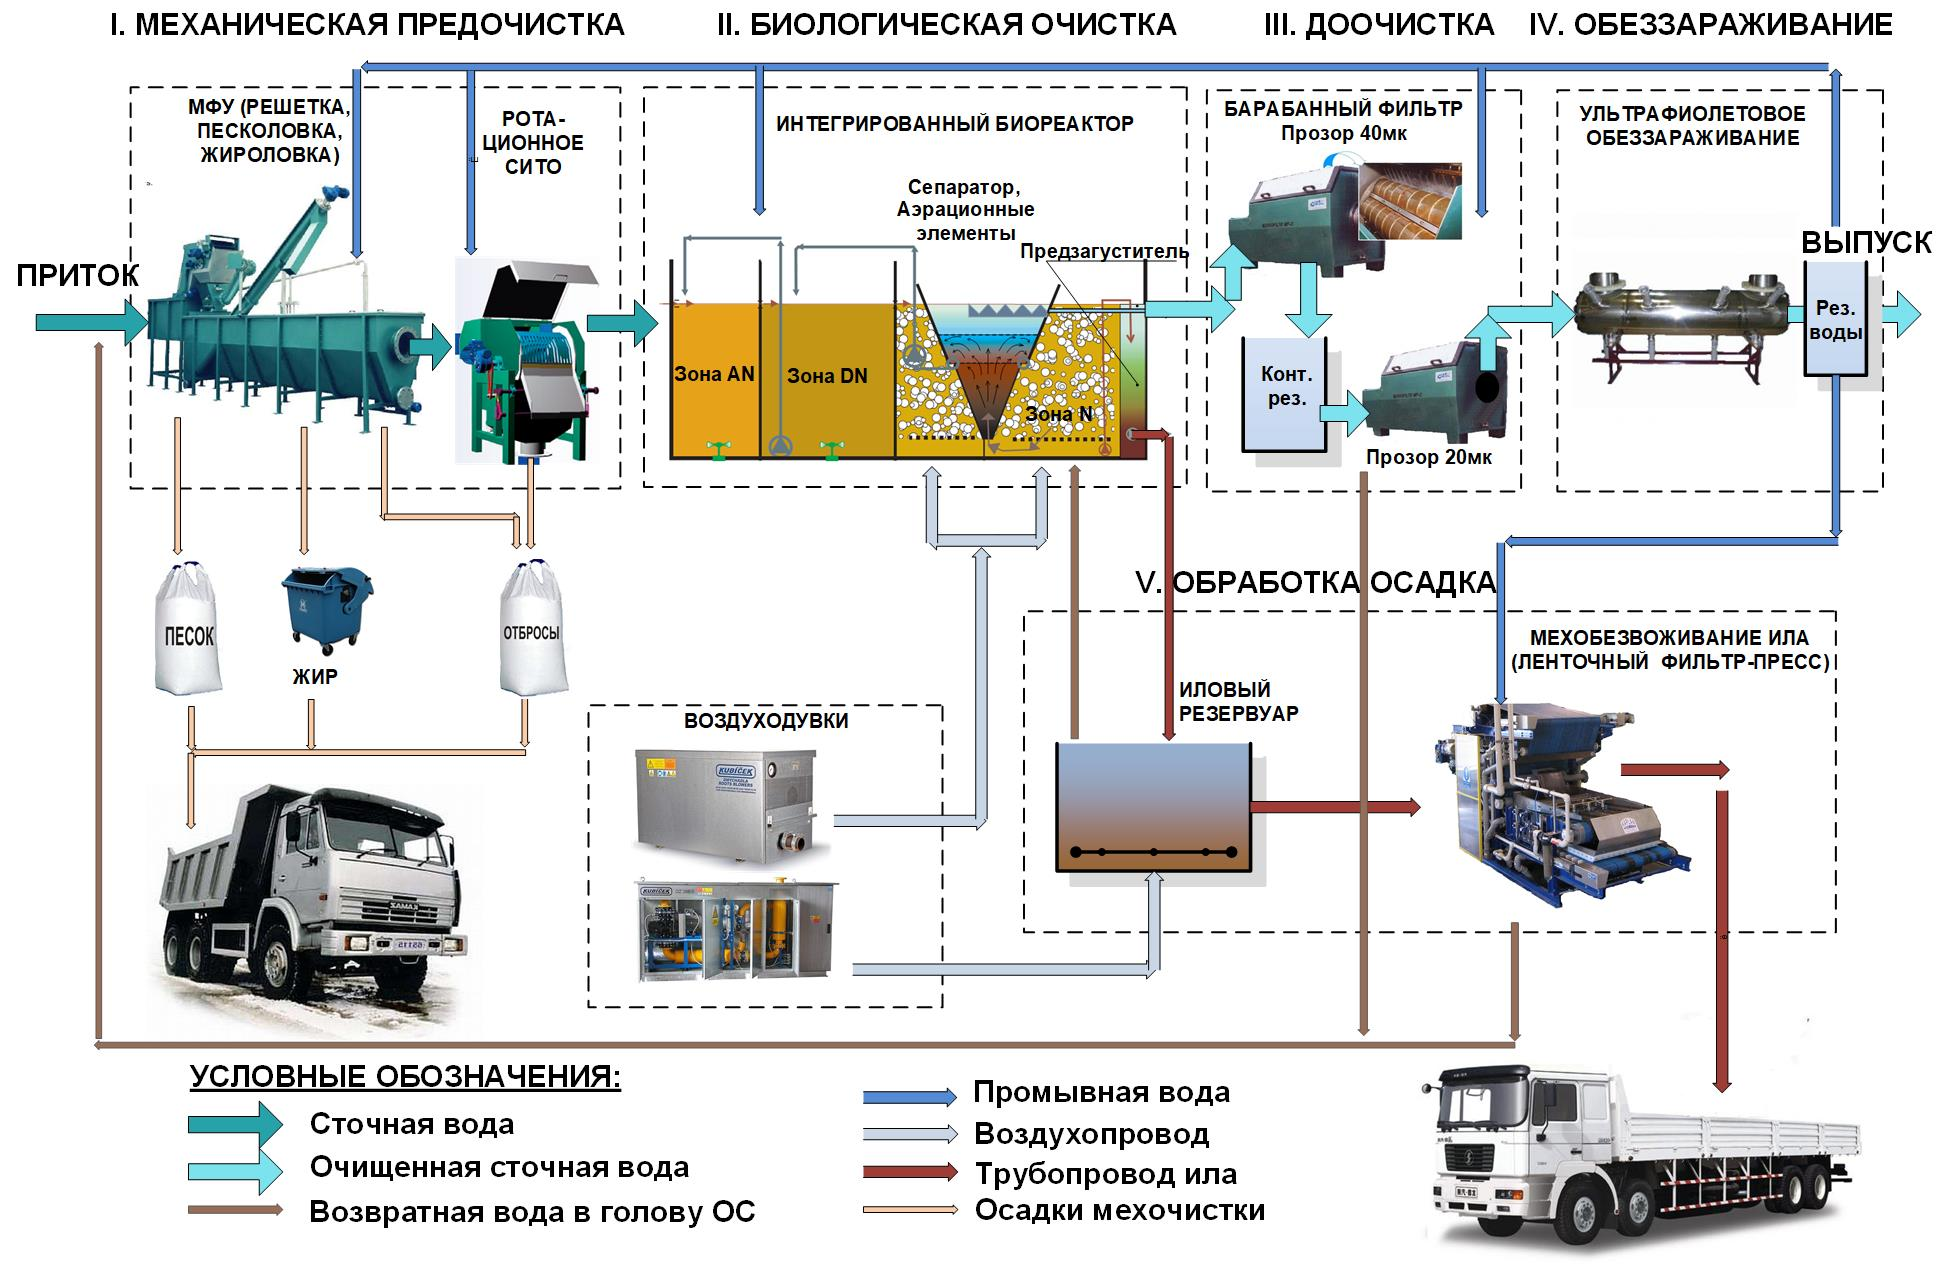 I. МЕХАНИЧЕСКАЯ ПРЕДОЧИСТКА
II. БИОЛОГИЧЕСКАЯ ОЧИСТКА
III. ДООЧИСТКА
IV. ОБЕЗЗАРАЖИВАНИЕ
МФУ (РЕШЕТКА,
ПЕСКОЛОВКА,
ЖИРОЛОВКА)
РОТА-
ЦИОННОЕ
СИТО
ИНТЕГРИРОВАННЫЙ БИОРЕАКТОР
Сепаратор,
Аэрационные
элементы
Предзагуститель
БАРАБАННЫЙ ФИЛЬТР
Прозор 40мк
УЛЬТРАФИОЛЕТОВОЕ
ОБЕЗЗАРАЖИВАНИЕ
ПРИТОК
ВЫПУСК
Рез.
воды
Зона AN
Зона DN
Зона N
Конт.
рез.
Прозор 20мк
ПЕСОК
ЖИР
ОТБРОСЫ
V. ОБРАБОТКА ОСАДКА
МЕХОБЕЗВОЖИВАНИЕ ИЛА
(ЛЕНТОЧНЫЙ ФИЛЬТР-ПРЕСС)
ИЛОВЫЙ
РЕЗЕРВУАР
ВОЗДУХОДУВКИ
KUBÍČEK
KUBÍČEK
УСЛОВНЫЕ ОБОЗНАЧЕНИЯ:
Сточная вода
Очищенная сточная вода
Возвратная вода в голову ОС
Промывная вода
Воздухопровод
Трубопровод ила
Осадки мехочистки